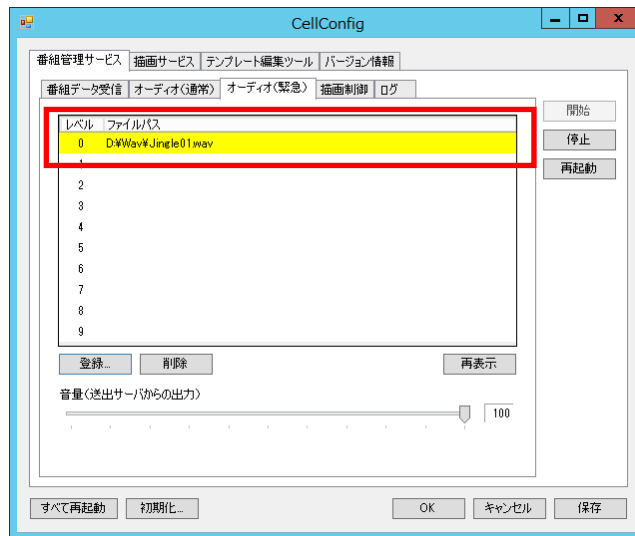 CellConfig
番組管理サービス 描画サービス テンプレート編集ツール バージョン情報
番組データ受信 オーディオ(通常) オーディオ(緊急) 描画制御 ログ
開始
停止
再起動
レベル ファイルパス
0 D:¥Wav¥Jingle01.wav
1
2
3
4
5
6
7
8
9
登録... 削除 再表示
音量(送出サーバからの出力)
100
すべて再起動 初期化... OK キャンセル 保存